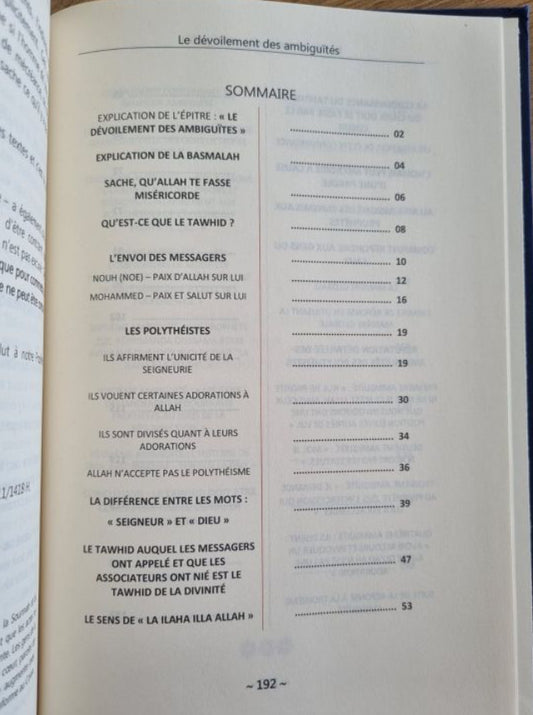 Le dévoilement des ambiguïtés
SOMMAIRE
EXPLICATION DE L'ÉPITRE : « LE
DÉVOILEMENT DES AMBIGUÏTES » ........................ 02
EXPLICATION DE LA BASMALAH ........................ 04
SACHE, QU'ALLAH TE FASSE
MISÉRICORDE ........................ 06
QU'EST-CE QUE LE TAWHID ? ........................ 08
L'ENVOI DES MESSAGERS ........................ 10
NOUH (NOE) – PAIX D'ALLAH SUR LUI ........................ 12
MOHAMMED – PAIX ET SALUT SUR LUI ........................ 16
LES POLYTHÉISTES ........................ 19
ILS AFFIRMENT L'UNICITÉ DE LA
SEIGNEURIE ........................ 19
ILS VOUENT CERTAINES ADORATIONS À
ALLAH ........................ 30
ILS SONT DIVISÉS QUANT À LEURS
ADORATIONS ........................ 34
ALLAH N'ACCEPTE PAS LE POLYTHÉISME ........................ 36
LA DIFFÉRENCE ENTRE LES MOTS :
« SEIGNEUR » ET « DIEU » ........................ 39
LE TAWHID AUQUEL LES MESSAGERS
ONT APPELÉ ET QUE LES
ASSOCIATEURS ONT NIÉ EST LE
TAWHID DE LA DIVINITÉ ........................ 47
LE SENS DE « LA ILAHA ILLA ALLAH » ........................ 53
~ 192 ~